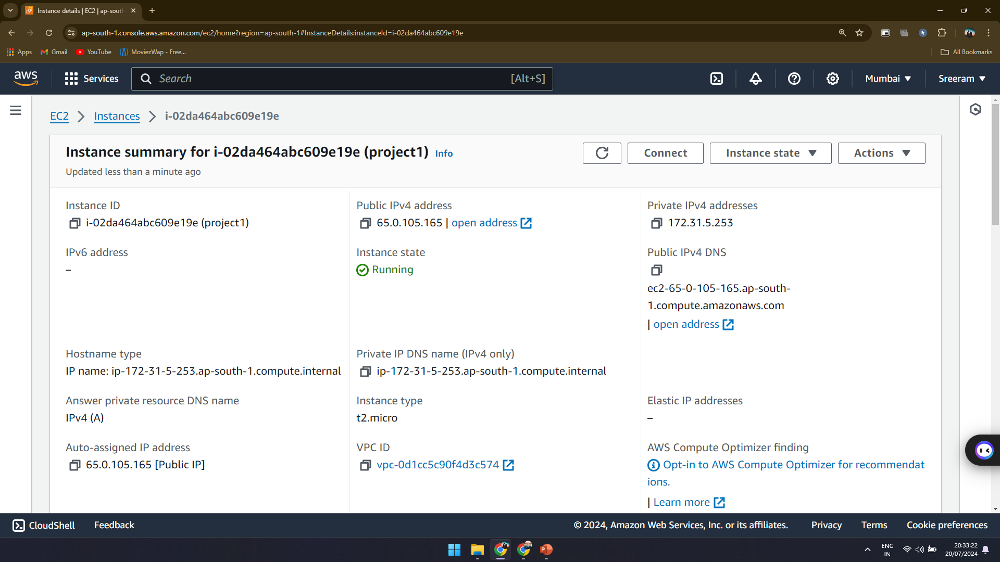 Instance details | EC2 | ap-south
ap-south-1.console.aws.amazon.com/ec2/home?region=ap-south-1#InstanceDetails:instanceId=i-02da464abc609e19e
Apps
Gmail
YouTube
MoviezWap - Free...
All Bookmarks
aws
Services
Search
[Alt+S]
Mumbai
Sreeram
EC2
Instances
i-02da464abc609e19e
Instance summary for i-02da464abc609e19e (project1) Info
Updated less than a minute ago
Connect
Instance state
Actions
Instance ID
i-02da464abc609e19e (project1)
Public IPv4 address
65.0.105.165 | open address
Private IPv4 addresses
172.31.5.253
IPv6 address
–
Instance state
Running
Public IPv4 DNS
ec2-65-0-105-165.ap-south-
1.compute.amazonaws.com
| open address
Hostname type
IP name: ip-172-31-5-253.ap-south-1.compute.internal
Private IP DNS name (IPv4 only)
ip-172-31-5-253.ap-south-1.compute.internal
Answer private resource DNS name
IPv4 (A)
Instance type
t2.micro
Elastic IP addresses
–
Auto-assigned IP address
65.0.105.165 [Public IP]
VPC ID
vpc-0d1cc5c90f4d3c574
AWS Compute Optimizer finding
Opt-in to AWS Compute Optimizer for recommendat
ions.
| Learn more
CloudShell
Feedback
© 2024, Amazon Web Services, Inc. or its affiliates.
Privacy
Terms
Cookie preferences
ENG
IN
20:33:22
20/07/2024